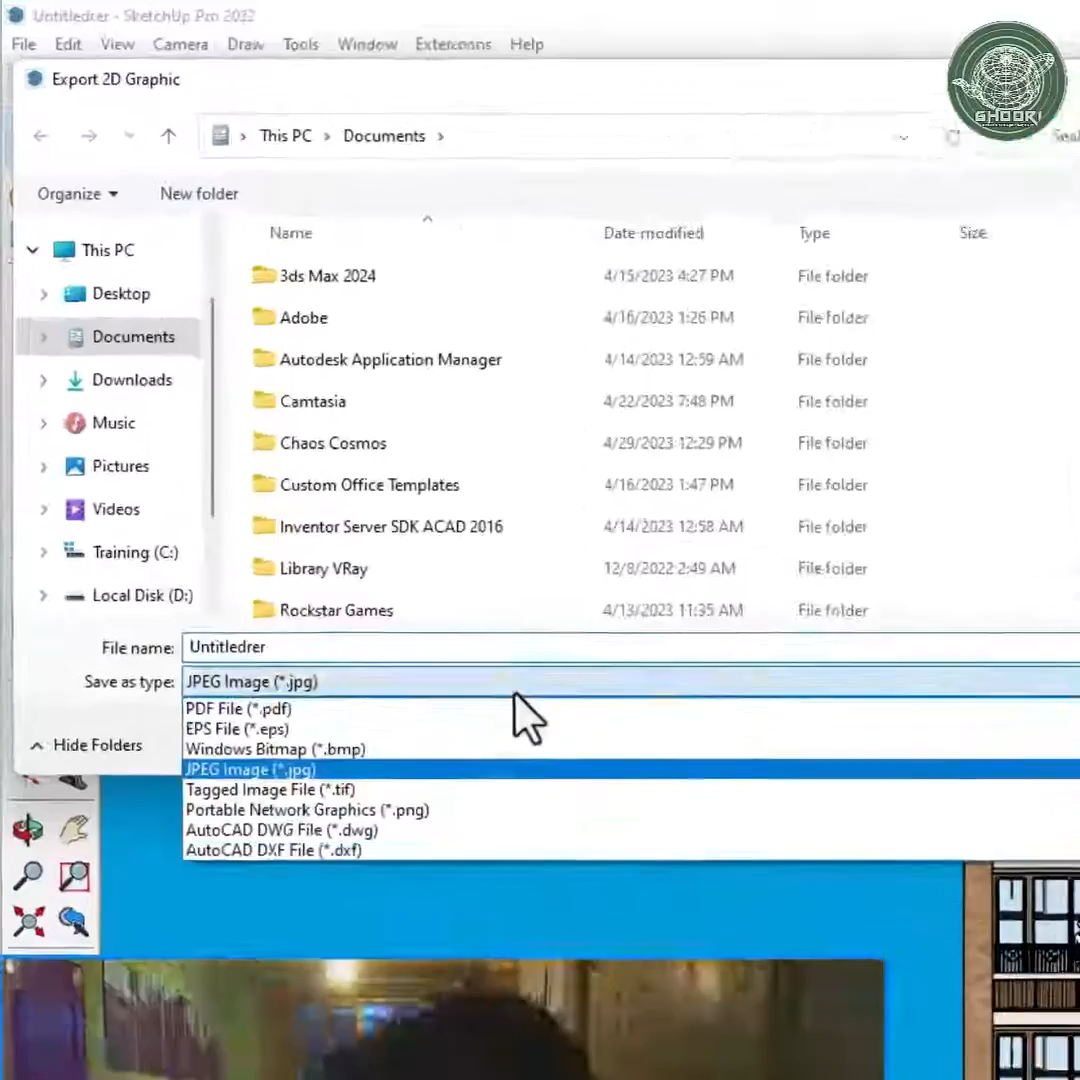 Untitledrer - SketchUp Pro 2022
File Edit View Camera Draw Tools Window Extensions Help
Export 2D Graphic
GHOORI
This PC > Documents >
Organize
New folder
Name Date modified Type Size
This PC
Desktop
Documents
Downloads
Music
Pictures
Videos
Training (C:)
Local Disk (D:)
3ds Max 2024 4/15/2023 4:27 PM File folder
Adobe 4/16/2023 1:26 PM File folder
Autodesk Application Manager 4/14/2023 12:59 AM File folder
Camtasia 4/22/2023 7:48 PM File folder
Chaos Cosmos 4/29/2023 12:29 PM File folder
Custom Office Templates 4/16/2023 1:47 PM File folder
Inventor Server SDK ACAD 2016 4/14/2023 12:58 AM File folder
Library VRay 12/8/2022 2:49 AM File folder
Rockstar Games 4/13/2023 11:35 AM File folder
File name: Untitledrer
Save as type: JPEG Image (*.jpg)
PDF File (*.pdf)
EPS File (*.eps)
Windows Bitmap (*.bmp)
JPEG Image (*.jpg)
Tagged Image File (*.tif)
Portable Network Graphics (*.png)
AutoCAD DWG File (*.dwg)
AutoCAD DXF File (*.dxf)
Hide Folders